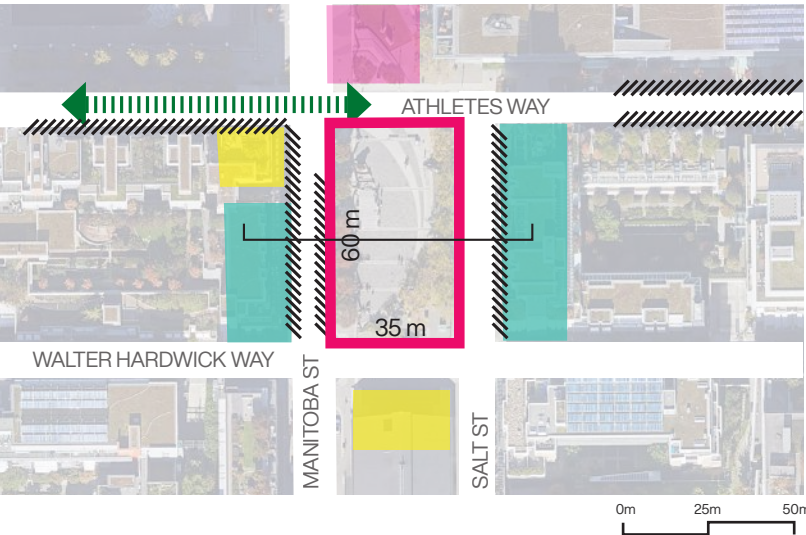 ATHLETES WAY
60 m
35 m
WALTER HARDWICK WAY
MANITOBA ST
SALT ST
0m 25m 50m